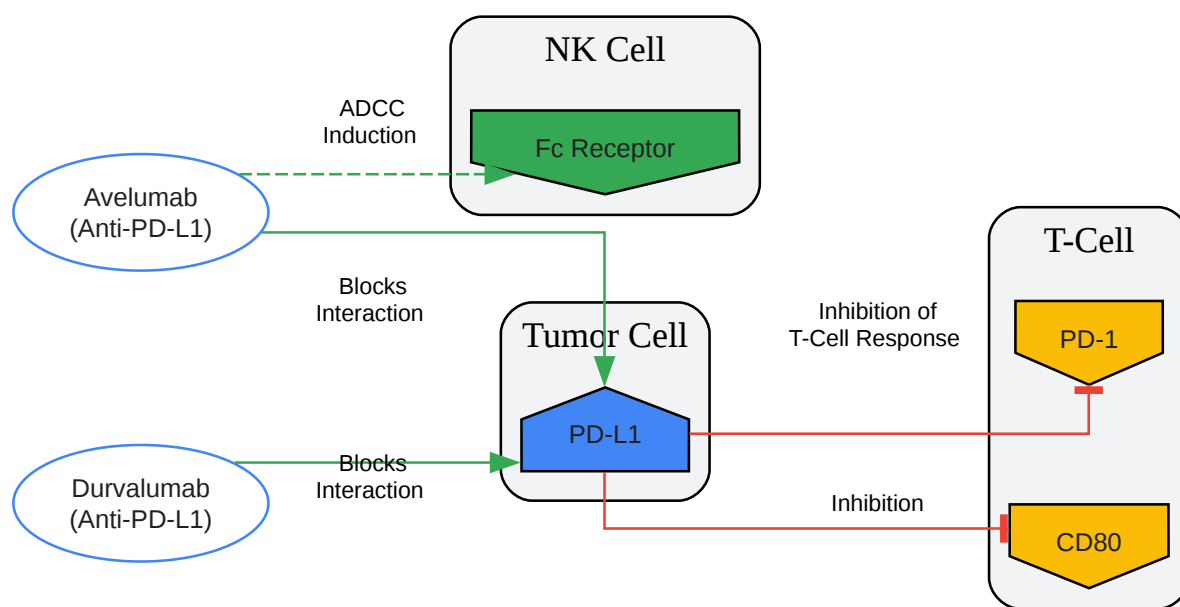 NK Cell
ADCC
Induction
Fc Receptor
Avelumab
(Anti-PD-L1)
T-Cell
Blocks
Interaction
Tumor Cell
Inhibition of
T-Cell Response
PD-1
PD-L1
Durvalumab
(Anti-PD-L1)
Blocks
Interaction
Inhibition
CD80